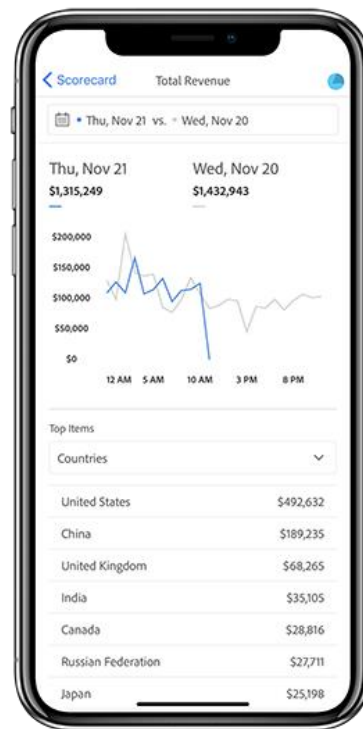 Scorecard Total Revenue
• Thu, Nov 21 vs. • Wed, Nov 20
Thu, Nov 21 Wed, Nov 20
$1,315,249 $1,432,943
$200,000
$150,000
$100,000
$50,000
$0
12 AM 5 AM 10 AM 3 PM 8 PM
Top Items
Countries
United States $492,632
China $189,235
United Kingdom $68,265
India $35,105
Canada $28,816
Russian Federation $27,711
Japan $25,198